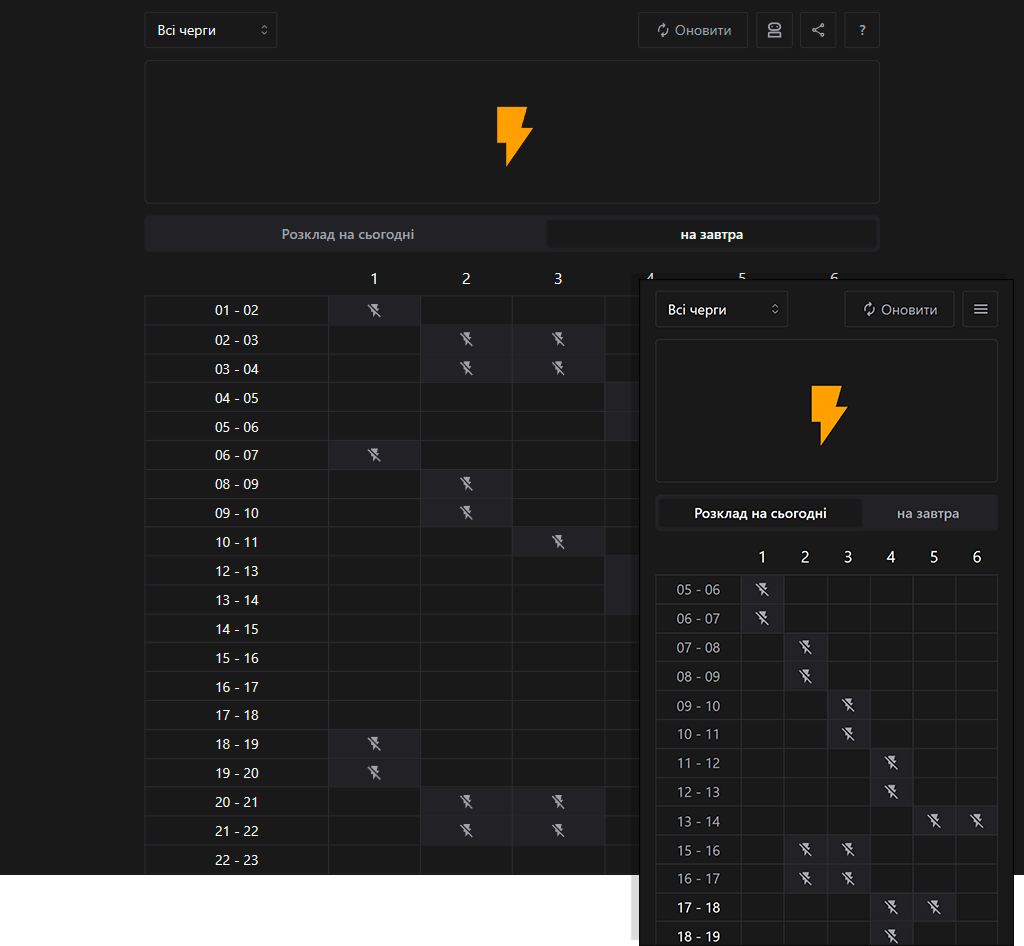 Всі черги
Оновити
?
Розклад на сьогодні
на завтра
1 2 3 4 5 6
01 - 02
02 - 03
03 - 04
04 - 05
05 - 06
06 - 07
08 - 09
09 - 10
10 - 11
12 - 13
13 - 14
14 - 15
15 - 16
16 - 17
17 - 18
18 - 19
19 - 20
20 - 21
21 - 22
22 - 23
Всі черги
Оновити
Розклад на сьогодні
на завтра
1 2 3 4 5 6
05 - 06
06 - 07
07 - 08
08 - 09
09 - 10
10 - 11
11 - 12
12 - 13
13 - 14
15 - 16
16 - 17
17 - 18
18 - 19